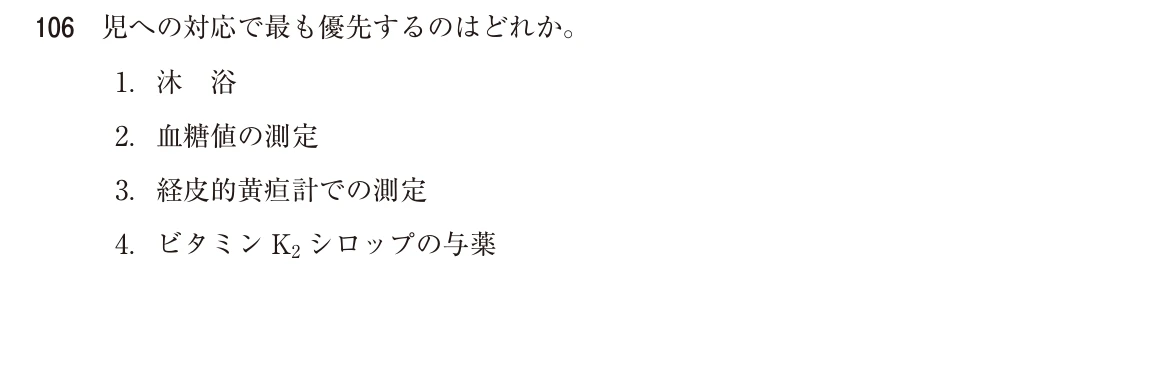 106 児への対応で最も優先するのはどれか。
1. 沐 浴
2. 血糖値の測定
3. 経皮的黄疸計での測定
4. ビタミン K₂ シロップの与薬